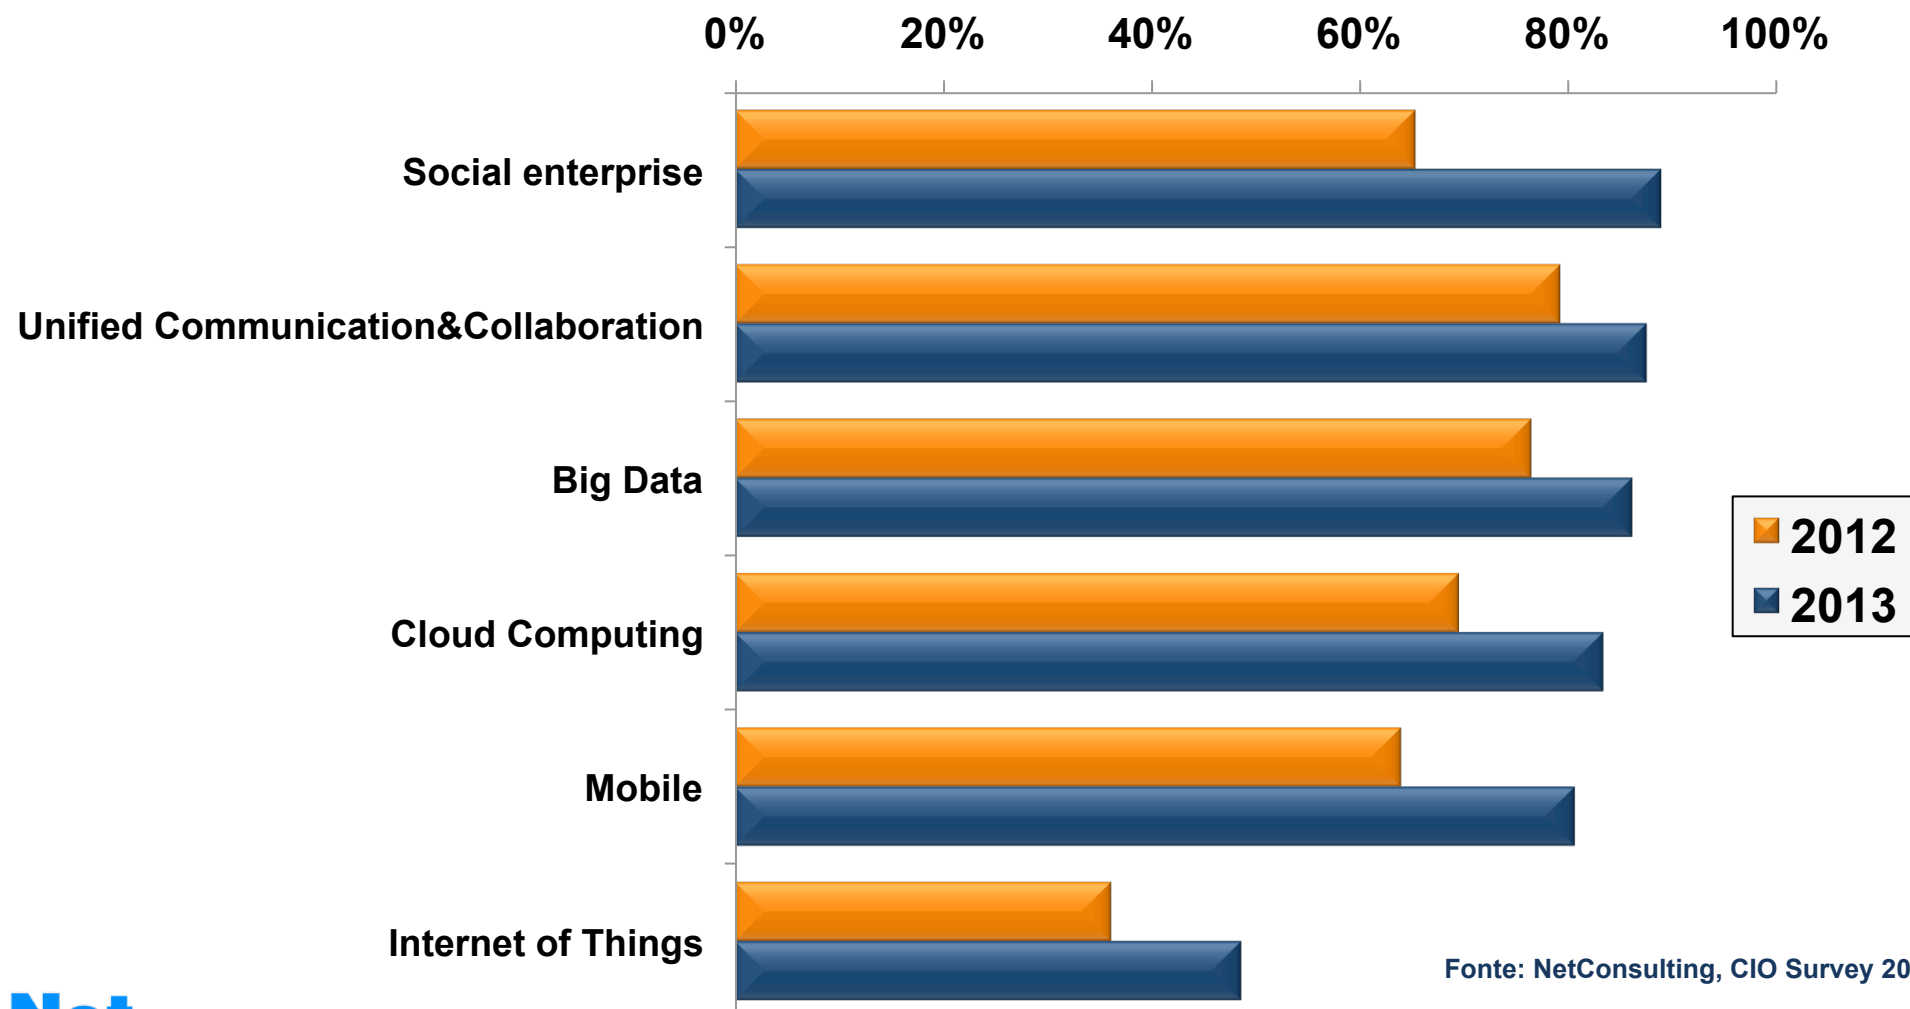 0% 20% 40% 60% 80% 100%
Social enterprise
Unified Communication&Collaboration
Big Data
2012
2013
Cloud Computing
Mobile
Internet of Things
Fonte: NetConsulting, CIO Survey 20
Net